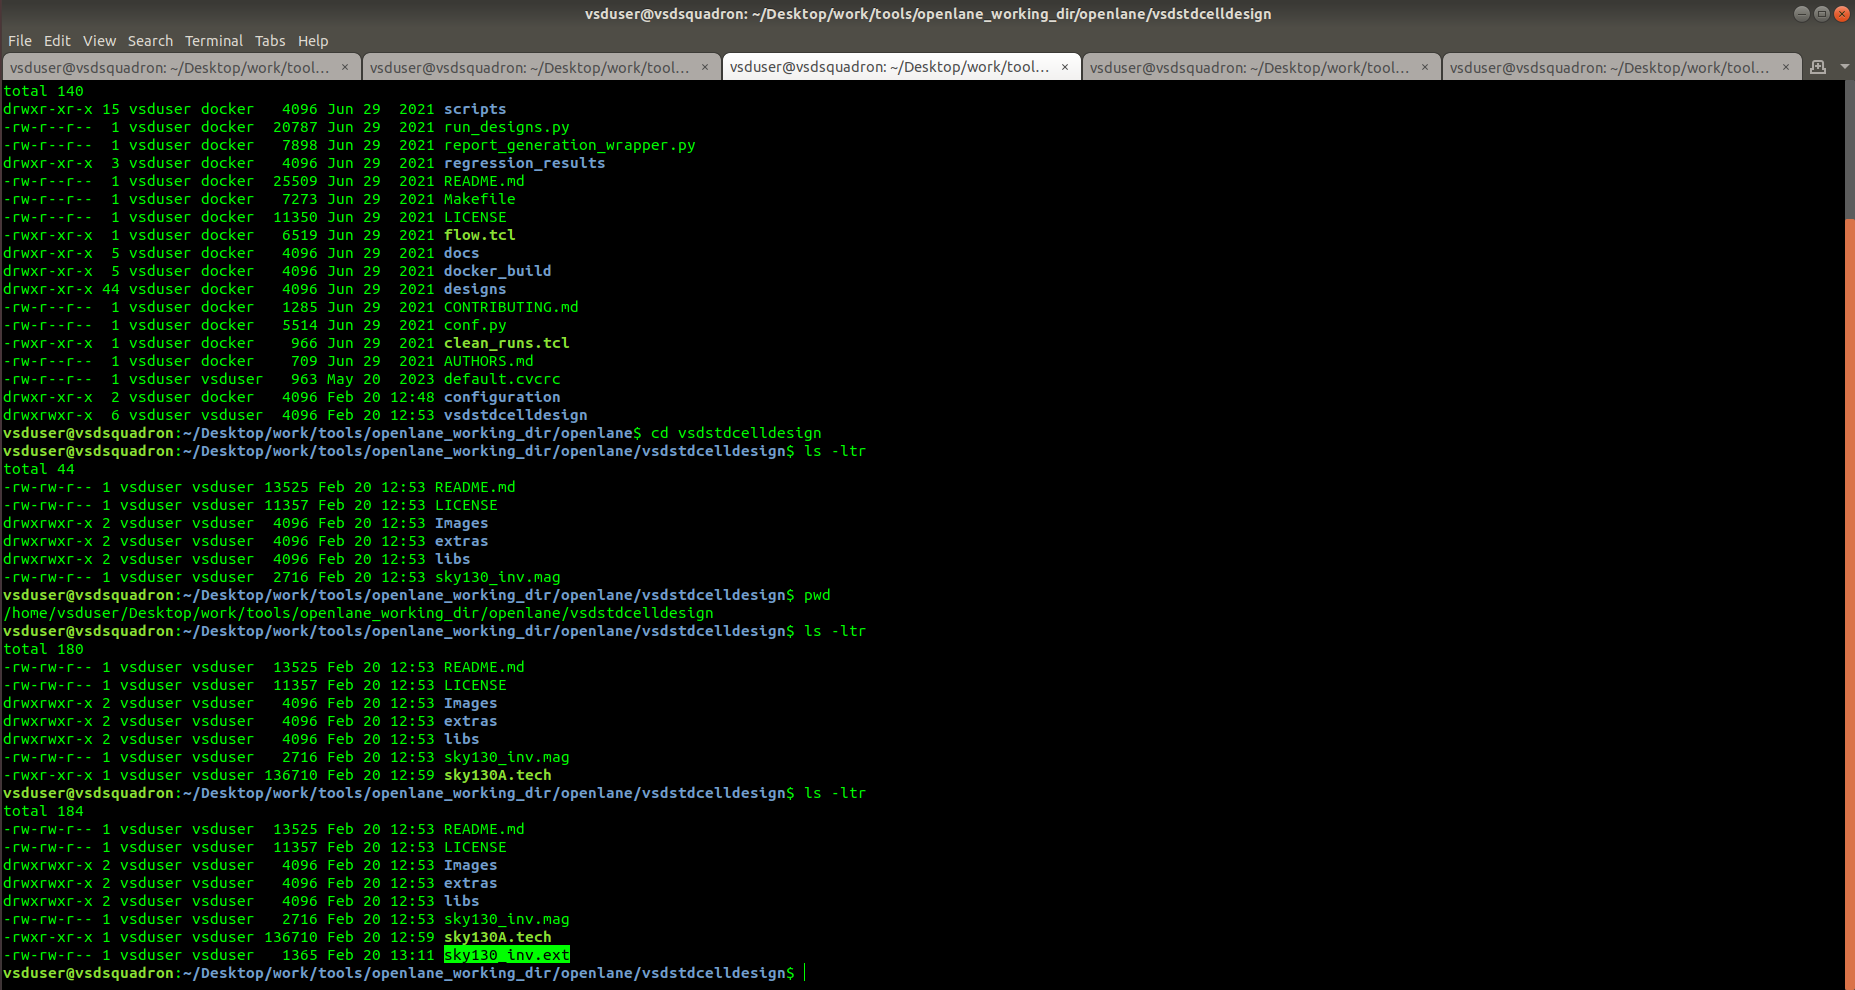 vsduser@vsdsquadron: ~/Desktop/work/tools/openlane_working_dir/openlane/vsdstdcelldesign
File Edit View Search Terminal Tabs Help
vsduser@vsdsquadron: ~/Desktop/work/tool... × vsduser@vsdsquadron: ~/Desktop/work/tool... × vsduser@vsdsquadron: ~/Desktop/work/tool... × vsduser@vsdsquadron: ~/Desktop/work/tool... × vsduser@vsdsquadron: ~/Desktop/work/tool... ×
total 140
drwxr-xr-x 15 vsduser docker   4096 Jun 29  2021 scripts
-rw-r--r--  1 vsduser docker  20787 Jun 29  2021 run_designs.py
-rw-r--r--  1 vsduser docker   7898 Jun 29  2021 report_generation_wrapper.py
drwxr-xr-x  3 vsduser docker   4096 Jun 29  2021 regression_results
-rw-r--r--  1 vsduser docker  25509 Jun 29  2021 README.md
-rw-r--r--  1 vsduser docker   7273 Jun 29  2021 Makefile
-rw-r--r--  1 vsduser docker  11350 Jun 29  2021 LICENSE
-rwxr-xr-x  1 vsduser docker   6519 Jun 29  2021 flow.tcl
drwxr-xr-x  5 vsduser docker   4096 Jun 29  2021 docs
drwxr-xr-x  5 vsduser docker   4096 Jun 29  2021 docker_build
drwxr-xr-x 44 vsduser docker   4096 Jun 29  2021 designs
-rw-r--r--  1 vsduser docker   1285 Jun 29  2021 CONTRIBUTING.md
-rw-r--r--  1 vsduser docker   5514 Jun 29  2021 conf.py
-rwxr-xr-x  1 vsduser docker    966 Jun 29  2021 clean_runs.tcl
-rw-r--r--  1 vsduser docker    709 Jun 29  2021 AUTHORS.md
-rw-r--r--  1 vsduser vsduser   963 May 20  2023 default.cvcrc
drwxr-xr-x  2 vsduser docker   4096 Feb 20 12:48 configuration
drwxrwxr-x  6 vsduser vsduser  4096 Feb 20 12:53 vsdstdcelldesign
vsduser@vsdsquadron:~/Desktop/work/tools/openlane_working_dir/openlane$ cd vsdstdcelldesign
vsduser@vsdsquadron:~/Desktop/work/tools/openlane_working_dir/openlane/vsdstdcelldesign$ ls -ltr
total 44
-rw-rw-r-- 1 vsduser vsduser 13525 Feb 20 12:53 README.md
-rw-rw-r-- 1 vsduser vsduser 11357 Feb 20 12:53 LICENSE
drwxrwxr-x 2 vsduser vsduser  4096 Feb 20 12:53 Images
drwxrwxr-x 2 vsduser vsduser  4096 Feb 20 12:53 extras
drwxrwxr-x 2 vsduser vsduser  4096 Feb 20 12:53 libs
-rw-rw-r-- 1 vsduser vsduser  2716 Feb 20 12:53 sky130_inv.mag
vsduser@vsdsquadron:~/Desktop/work/tools/openlane_working_dir/openlane/vsdstdcelldesign$ pwd
/home/vsduser/Desktop/work/tools/openlane_working_dir/openlane/vsdstdcelldesign
vsduser@vsdsquadron:~/Desktop/work/tools/openlane_working_dir/openlane/vsdstdcelldesign$ ls -ltr
total 180
-rw-rw-r-- 1 vsduser vsduser  13525 Feb 20 12:53 README.md
-rw-rw-r-- 1 vsduser vsduser  11357 Feb 20 12:53 LICENSE
drwxrwxr-x 2 vsduser vsduser   4096 Feb 20 12:53 Images
drwxrwxr-x 2 vsduser vsduser   4096 Feb 20 12:53 extras
drwxrwxr-x 2 vsduser vsduser   4096 Feb 20 12:53 libs
-rw-rw-r-- 1 vsduser vsduser   2716 Feb 20 12:53 sky130_inv.mag
-rwxr-xr-x 1 vsduser vsduser 136710 Feb 20 12:59 sky130A.tech
vsduser@vsdsquadron:~/Desktop/work/tools/openlane_working_dir/openlane/vsdstdcelldesign$ ls -ltr
total 184
-rw-rw-r-- 1 vsduser vsduser  13525 Feb 20 12:53 README.md
-rw-rw-r-- 1 vsduser vsduser  11357 Feb 20 12:53 LICENSE
drwxrwxr-x 2 vsduser vsduser   4096 Feb 20 12:53 Images
drwxrwxr-x 2 vsduser vsduser   4096 Feb 20 12:53 extras
drwxrwxr-x 2 vsduser vsduser   4096 Feb 20 12:53 libs
-rw-rw-r-- 1 vsduser vsduser   2716 Feb 20 12:53 sky130_inv.mag
-rwxr-xr-x 1 vsduser vsduser 136710 Feb 20 12:59 sky130A.tech
-rw-rw-r-- 1 vsduser vsduser   1365 Feb 20 13:11 sky130_inv.ext
vsduser@vsdsquadron:~/Desktop/work/tools/openlane_working_dir/openlane/vsdstdcelldesign$